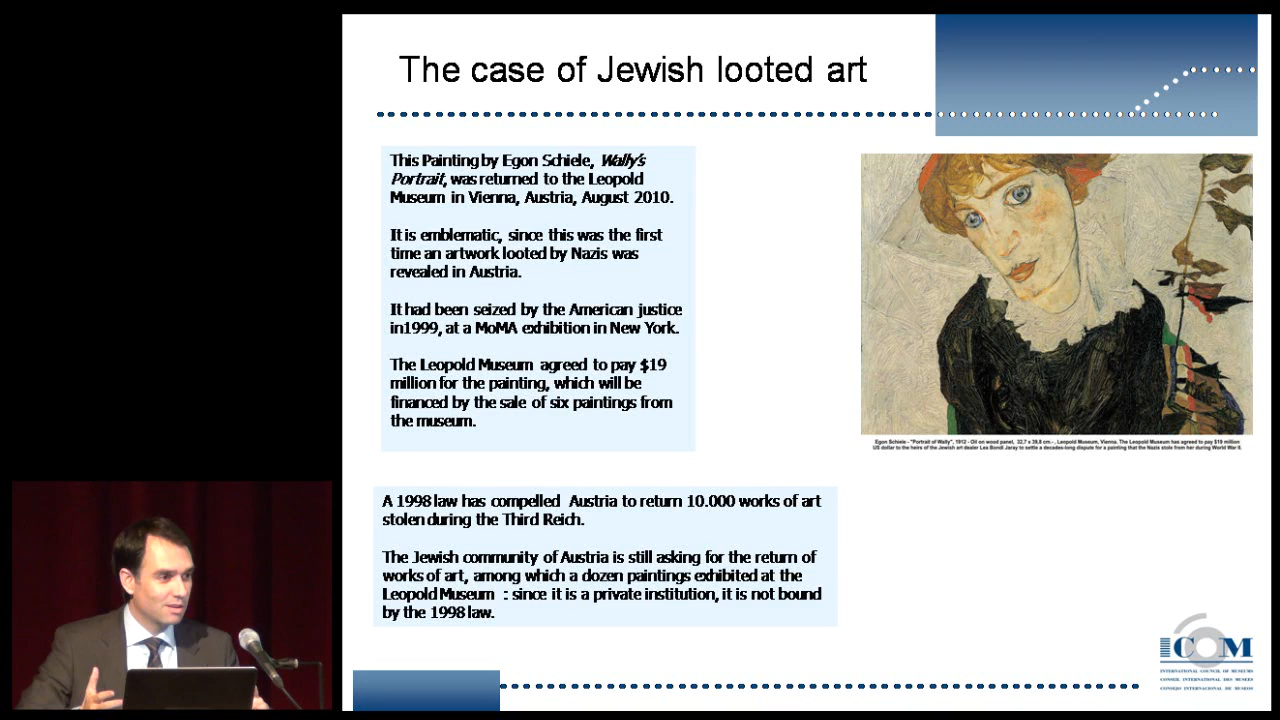 The case of Jewish looted art
This Painting by Egon Schiele, Wally's
Portrait, was returned to the Leopold
Museum in Vienna, Austria, August 2010.
It is emblematic, since this was the first
time an artwork looted by Nazis was
revealed in Austria.
It had been seized by the American justice
in1999, at a MoMA exhibition in New York.
The Leopold Museum agreed to pay $19
million for the painting, which will be
financed by the sale of six paintings from
the museum.
Egon Schiele - "Portrait of Wally", 1912 - Oil on wood panel, 32,7 x 39,8 cm.- , Leopold Museum, Vienna. The Leopold Museum has agreed to pay $19 million
US dollar to the heirs of the Jewish art dealer Lea Bondi Jaray to settle a decades-long dispute for a painting that the Nazis stole from her during World War II.
A 1998 law has compelled Austria to return 10.000 works of art
stolen during the Third Reich.
The Jewish community of Austria is still asking for the return of
works of art, among which a dozen paintings exhibited at the
Leopold Museum : since it is a private institution, it is not bound
by the 1998 law.
ICOM
INTERNATIONAL COUNCIL OF MUSEUMS
CONSEIL INTERNATIONAL DES MUSÉES
CONSEJO INTERNACIONAL DE MUSEOS